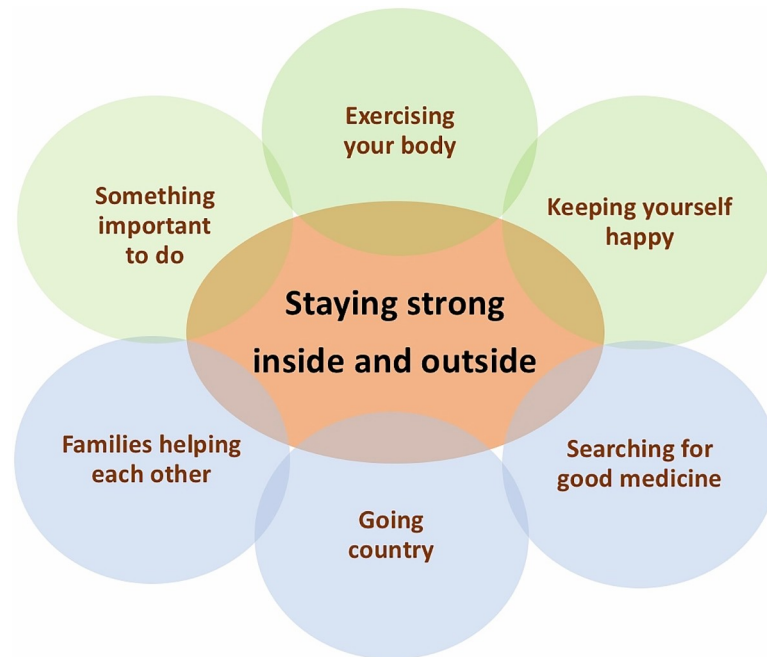 Exercising
your body
Something
important
to do
Keeping yourself
happy
Staying strong
inside and outside
Families helping
each other
Searching for
good medicine
Going
country